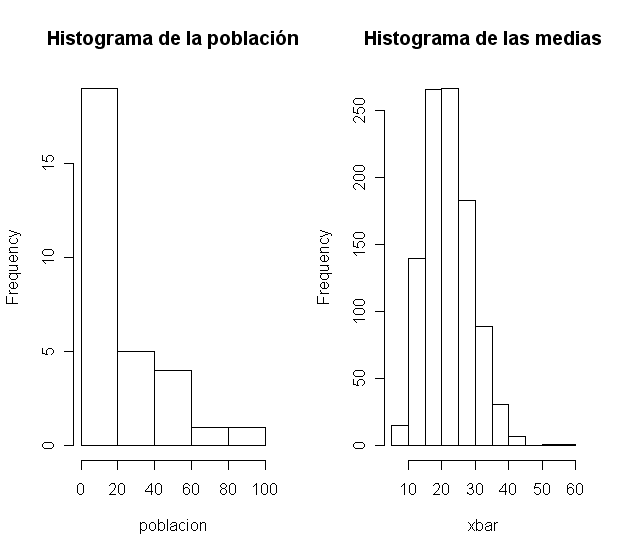 Histograma de la población
Frequency
15
10
5
0
0 20 40 60 80 100
poblacion
Histograma de las medias
Frequency
250
200
150
100
50
0
10 20 30 40 50 60
xbar